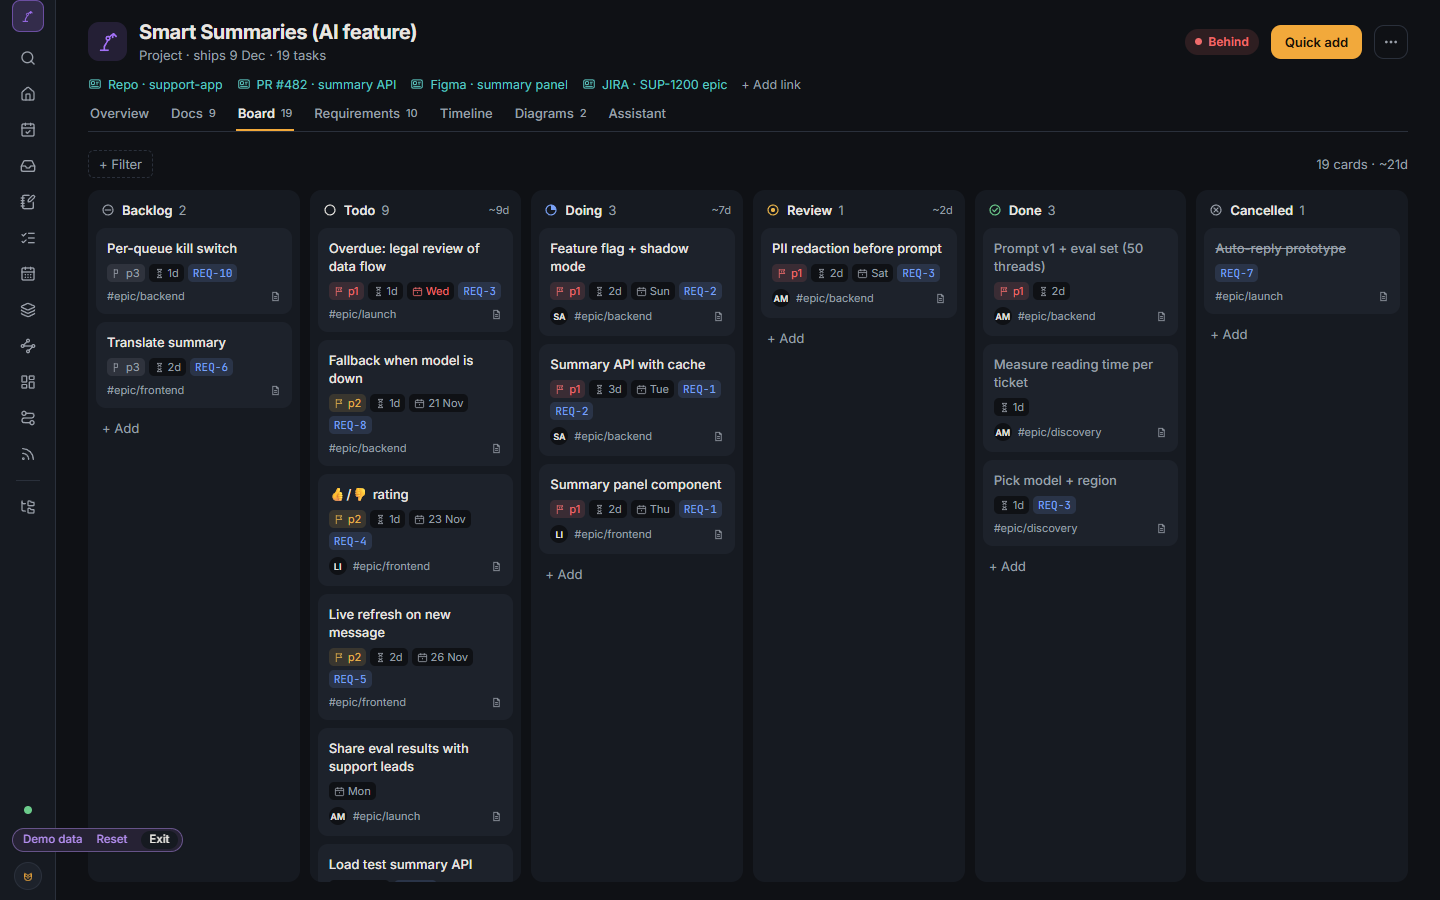 Smart Summaries (AI feature)
Project · ships 9 Dec · 19 tasks
Behind
Quick add
Repo · support-app
PR #482 · summary API
Figma · summary panel
JIRA · SUP-1200 epic
+ Add link
Overview
Docs 9
Board 19
Requirements 10
Timeline
Diagrams 2
Assistant
+ Filter
19 cards · ~21d
Backlog 2
Per-queue kill switch
p3 1d REQ-10
#epic/backend
Translate summary
p3 2d REQ-6
#epic/frontend
+ Add
Todo 9 ~9d
Overdue: legal review of
data flow
p1 1d Wed REQ-3
#epic/launch
Fallback when model is
down
p2 1d 21 Nov
REQ-8
#epic/backend
👍/👎 rating
p2 1d 23 Nov
REQ-4
LI #epic/frontend
Live refresh on new
message
p2 2d 26 Nov
REQ-5
#epic/frontend
Share eval results with
support leads
Mon
AM #epic/launch
Load test summary API
Doing 3 ~7d
Feature flag + shadow
mode
p1 2d Sun REQ-2
SA #epic/backend
Summary API with cache
p1 3d Tue REQ-1
REQ-2
SA #epic/backend
Summary panel component
p1 2d Thu REQ-1
LI #epic/frontend
+ Add
Review 1 ~2d
PII redaction before prompt
p1 2d Sat REQ-3
AM #epic/backend
+ Add
Done 3
Prompt v1 + eval set (50
threads)
p1 2d
AM #epic/backend
Measure reading time per
ticket
1d
AM #epic/discovery
Pick model + region
1d REQ-3
#epic/discovery
+ Add
Cancelled 1
Auto-reply prototype
REQ-7
#epic/launch
+ Add
Demo data Reset Exit